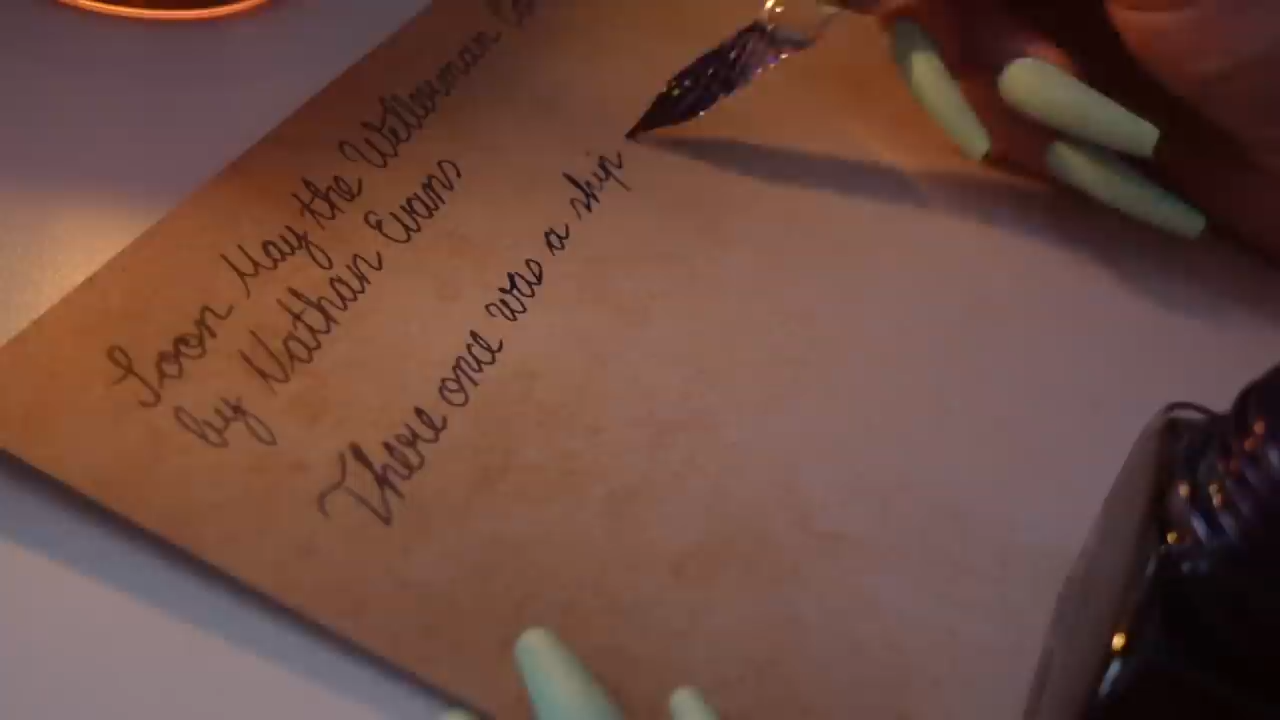 Soon May the Wellerman
by Nathan Evans
There once was a ship